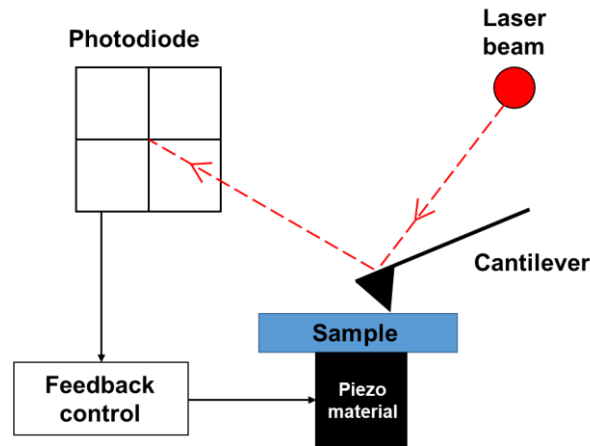 Laser
beam
Photodiode
Cantilever
Sample
Piezo
material
Feedback
control